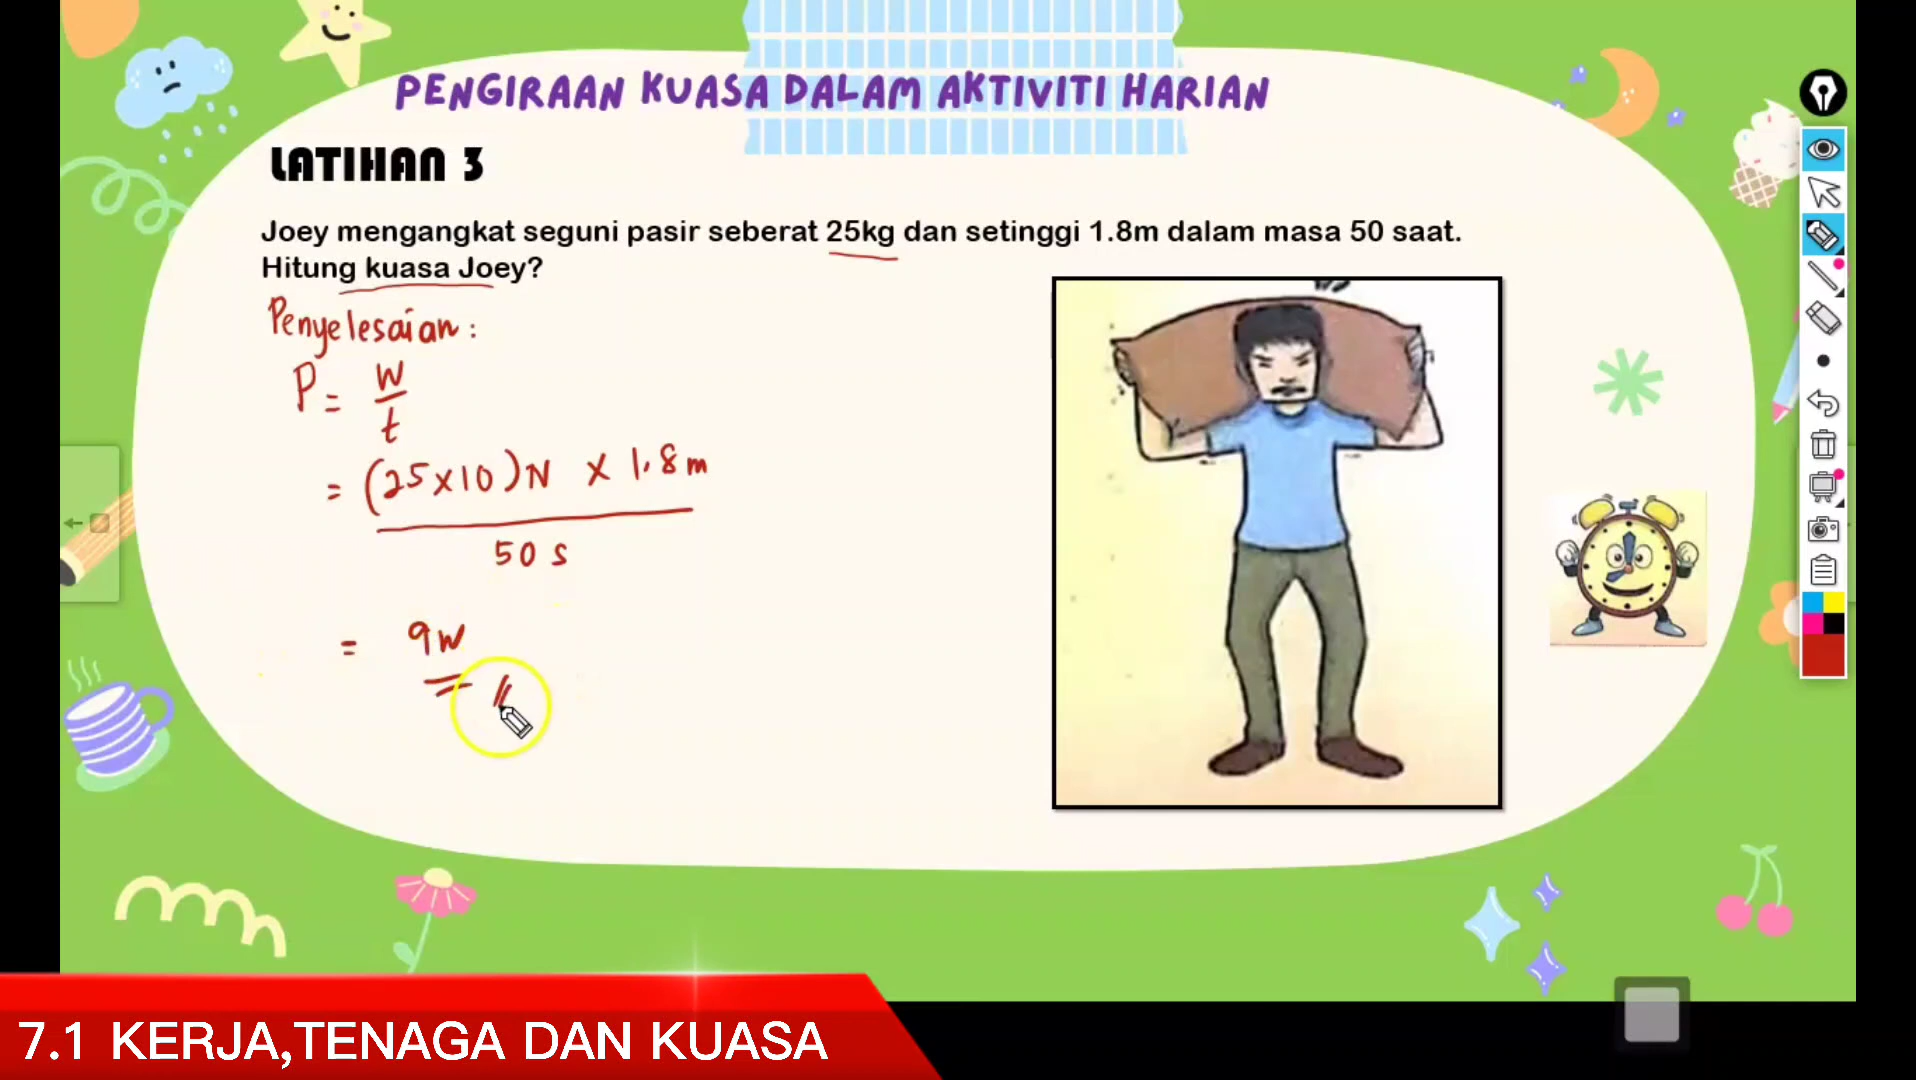 PENGIRAAN KUASA DALAM AKTIVITI HARIAN
LATIHAN 3
Joey mengangkat seguni pasir seberat 25kg dan setinggi 1.8m dalam masa 50 saat.
Hitung kuasa Joey?
Penyelesaian :
P = W
t
= (25x10)N x 1.8m
50 s
= 9W
7.1 KERJA,TENAGA DAN KUASA